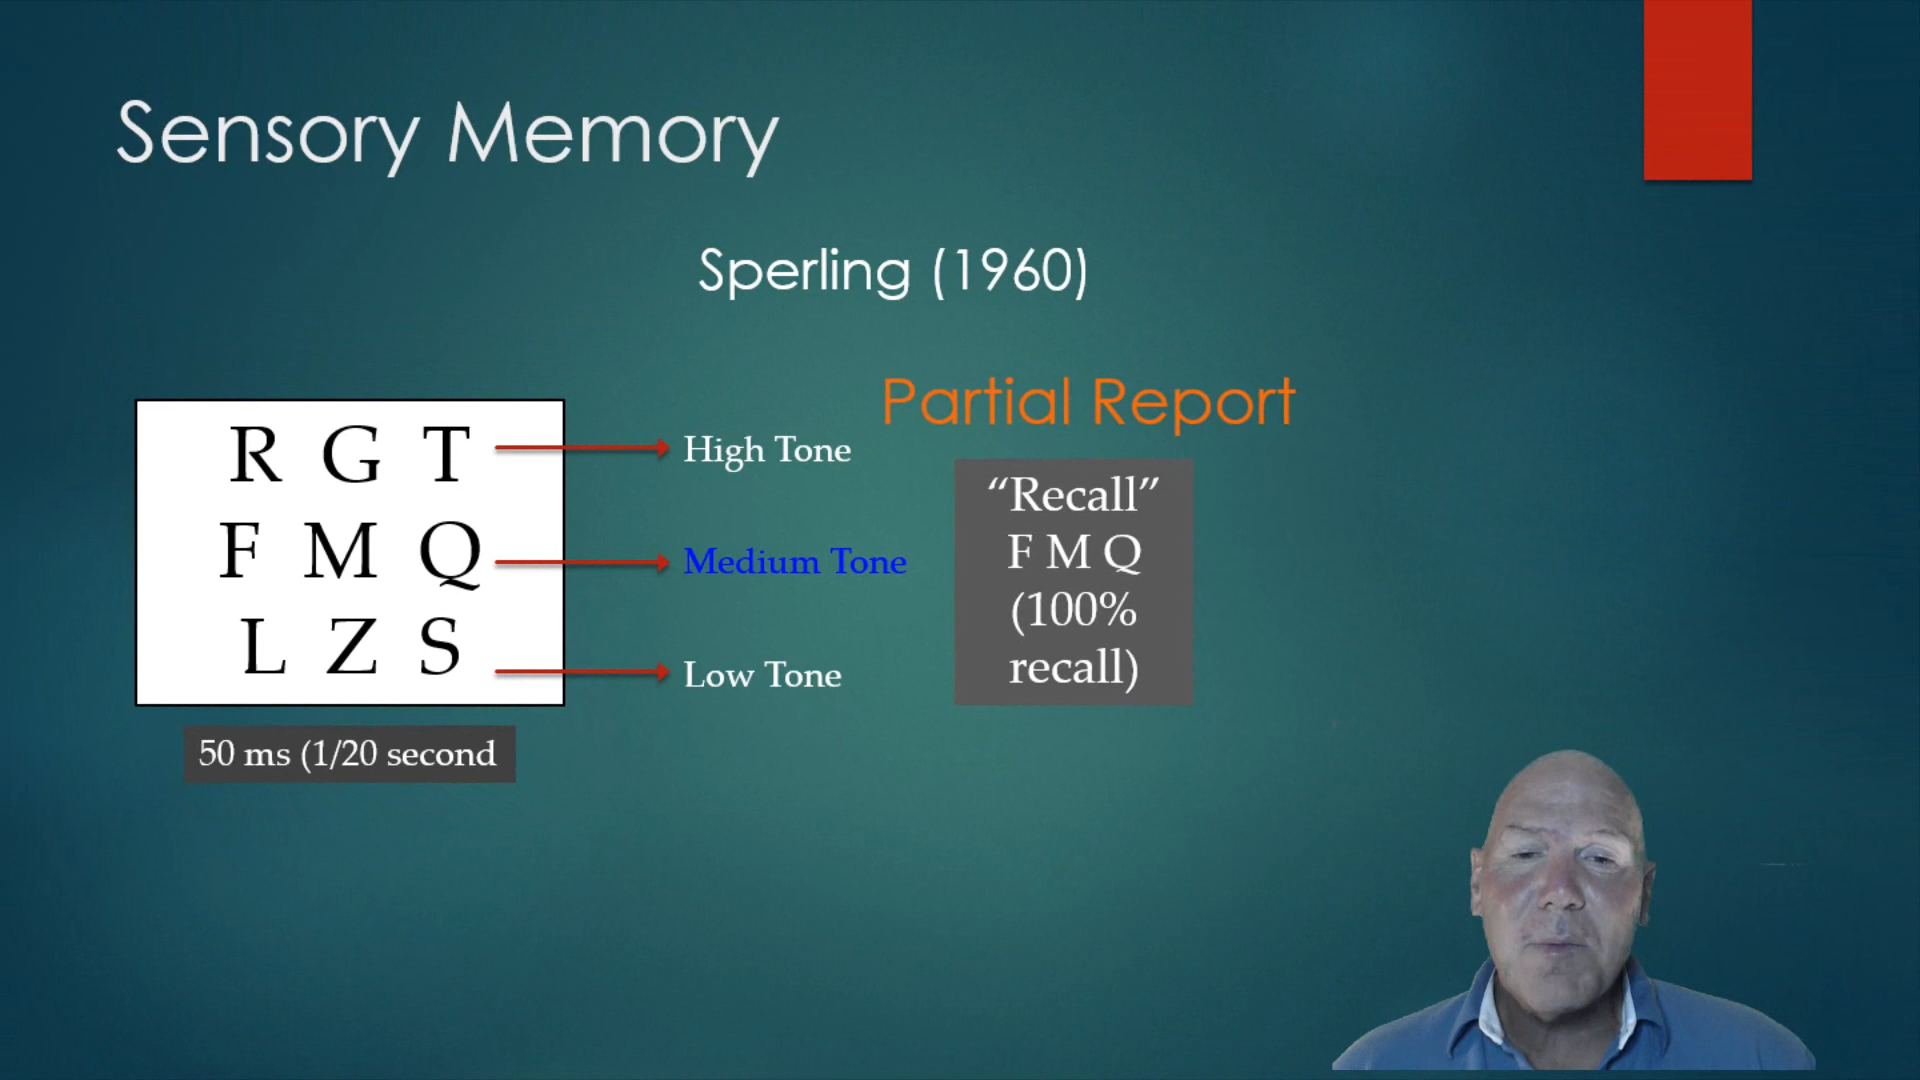 Sensory Memory
Sperling (1960)
Partial Report
R G T
High Tone
F M Q
Medium Tone
L Z S
Low Tone
“Recall”
F M Q
(100%
recall)
50 ms (1/20 second